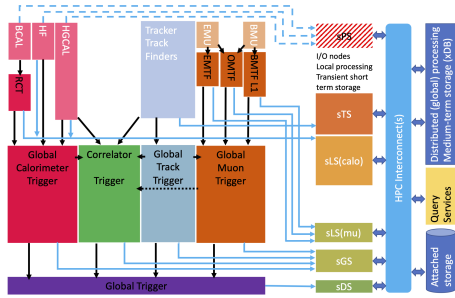 BCAL
HF
HGCAL
Tracker
Track
Finders
EMU
BMU
EMTF
OMTF
BMTF
L1
RCT
sPS
I/O nodes
Local processing
Transient short
term storage
sTS
sLS(calo)
sLS(mu)
sGS
sDS
HPC Interconnect(s)
Distributed (global) processing
Medium-term storage (xDB)
Query
Services
Attached
storage
Global
Calorimeter
Trigger
Correlator
Trigger
Global
Track
Trigger
Global
Muon
Trigger
Global Trigger